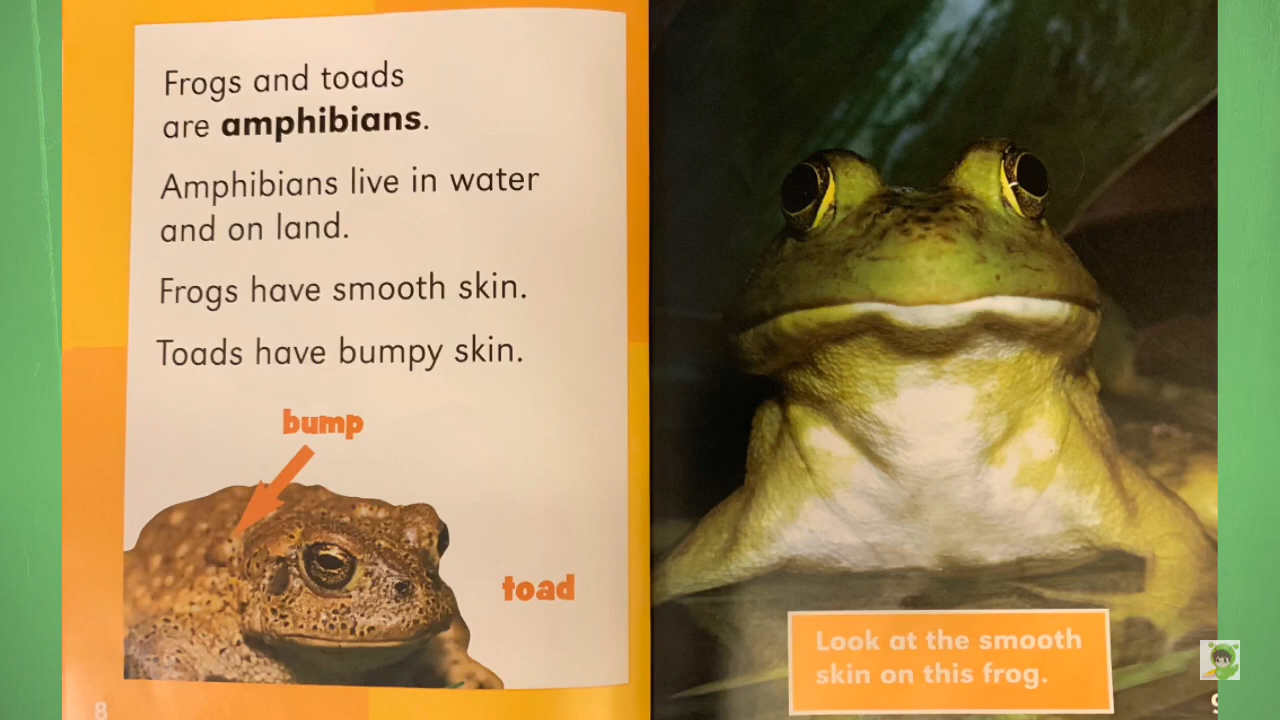 Frogs and toads
are amphibians.
Amphibians live in water
and on land.
Frogs have smooth skin.
Toads have bumpy skin.
bump
toad
8
Look at the smooth
skin on this frog.